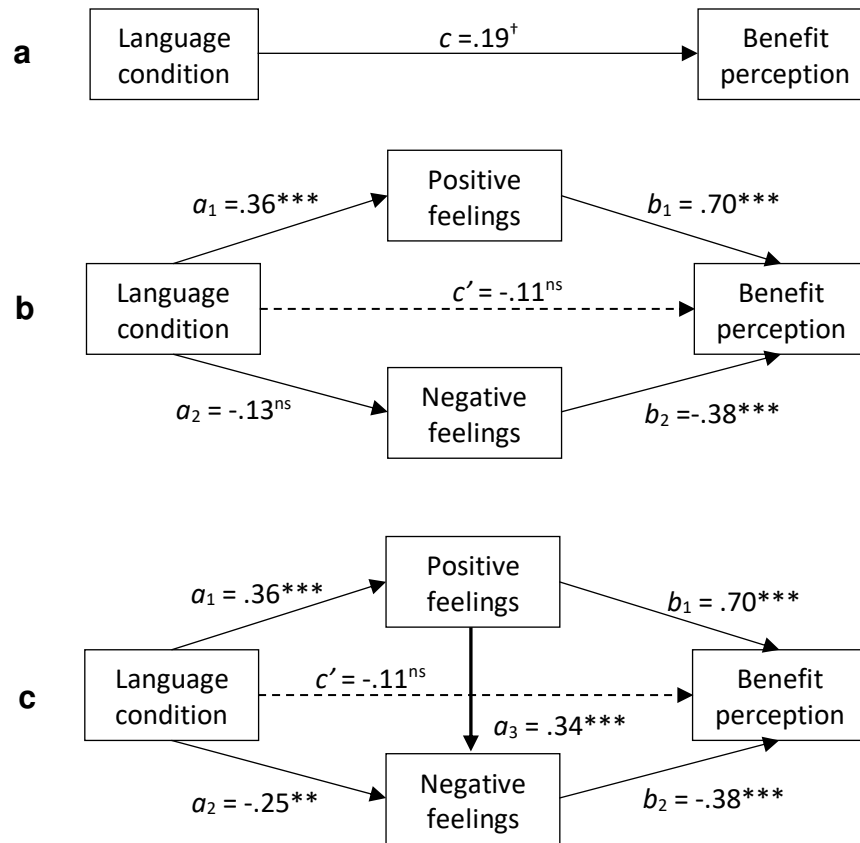 a
Language
condition
c =.19†
Benefit
perception
b
Positive
feelings
a₁ =.36***
b₁ = .70***
Language
condition
c′ = -.11ⁿˢ
Benefit
perception
a₂ = -.13ⁿˢ
Negative
feelings
b₂ =-.38***
c
Positive
feelings
a₁ = .36***
b₁ = .70***
Language
condition
c′ = -.11ⁿˢ
Benefit
perception
a₃ = .34***
a₂ = -.25**
Negative
feelings
b₂ = -.38***